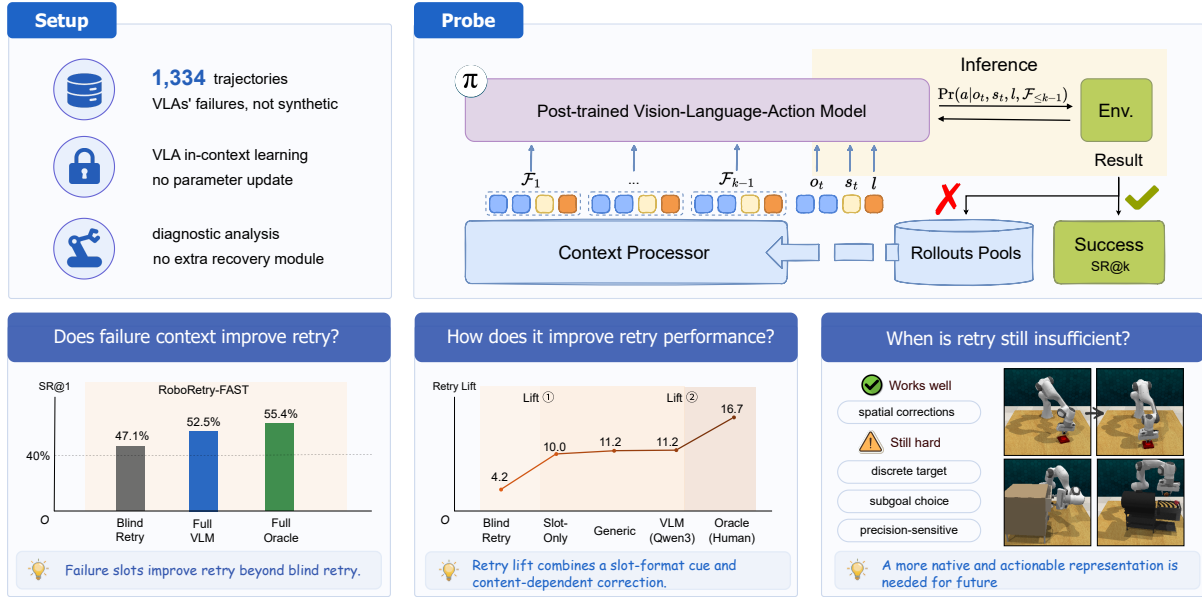 Setup
1,334 trajectories
VLAs' failures, not synthetic
VLA in-context learning
no parameter update
diagnostic analysis
no extra recovery module
Probe
π
Post-trained Vision-Language-Action Model
Inference
Pr(a|o_t, s_t, l, ℱ_{≤k−1})
Env.
Result
ℱ_1
...
ℱ_{k−1}
o_t
s_t
l
Context Processor
Rollouts Pools
Success
SR@k
Does failure context improve retry?
SR@1
RoboRetry-FAST
47.1%
52.5%
55.4%
40%
O
Blind
Retry
Full
VLM
Full
Oracle
Failure slots improve retry beyond blind retry.
How does it improve retry performance?
Retry Lift
Lift ①
Lift ②
4.2
10.0
11.2
11.2
16.7
O
Blind
Retry
Slot-
Only
Generic
VLM
(Qwen3)
Oracle
(Human)
Retry lift combines a slot-format cue and
content-dependent correction.
When is retry still insufficient?
Works well
spatial corrections
Still hard
discrete target
subgoal choice
precision-sensitive
A more native and actionable representation is
needed for future